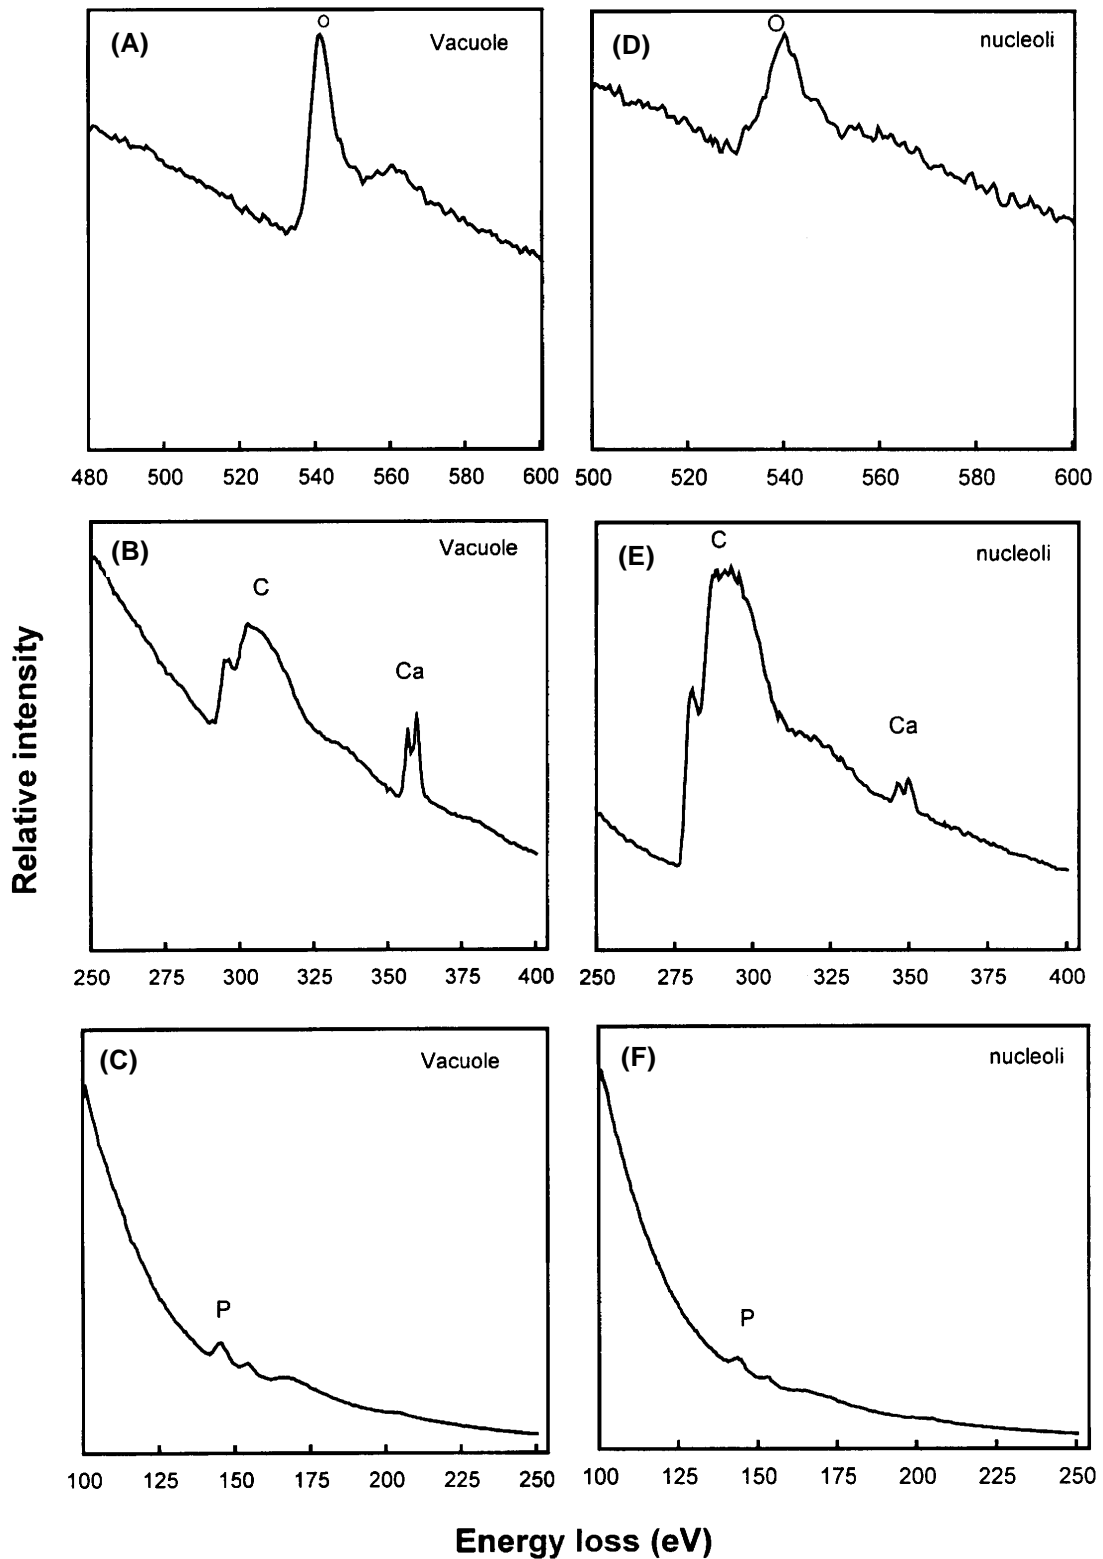 (A)
O
Vacuole
480 500 520 540 560 580 600
(D)
O
nucleoli
500 520 540 560 580 600
(B)
Vacuole
C
Ca
250 275 300 325 350 375 400
(E)
C
nucleoli
Ca
250 275 300 325 350 375 400
(C)
Vacuole
P
100 125 150 175 200 225 250
(F)
nucleoli
P
100 125 150 175 200 225 250
Relative intensity
Energy loss (eV)